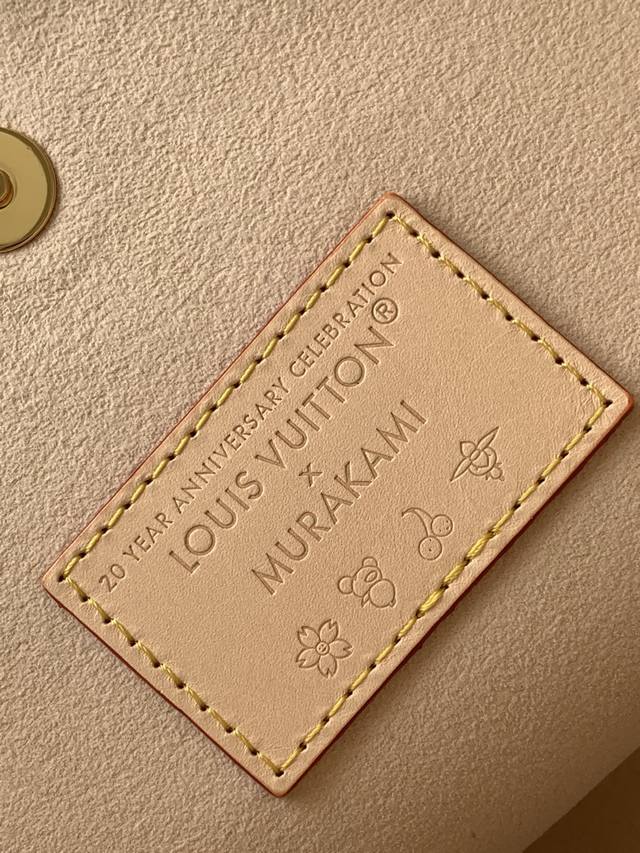 20 YEAR ANNIVERSARY CELEBRATION
LOUIS VUITTON®
x
MURAKAMI